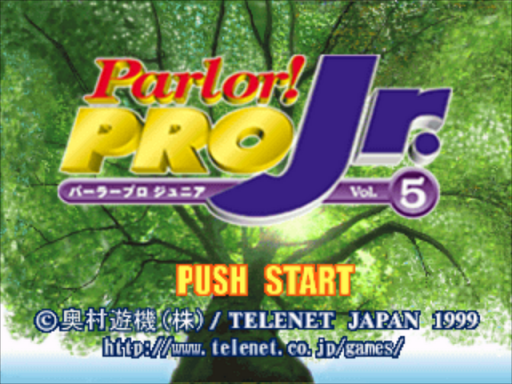 Parlor!
PRO Jr.
パーラープロ ジュニア Vol. 5
PUSH START
©奥村遊機(株)/TELENET JAPAN 1999
http://www.telenet.co.jp/games/